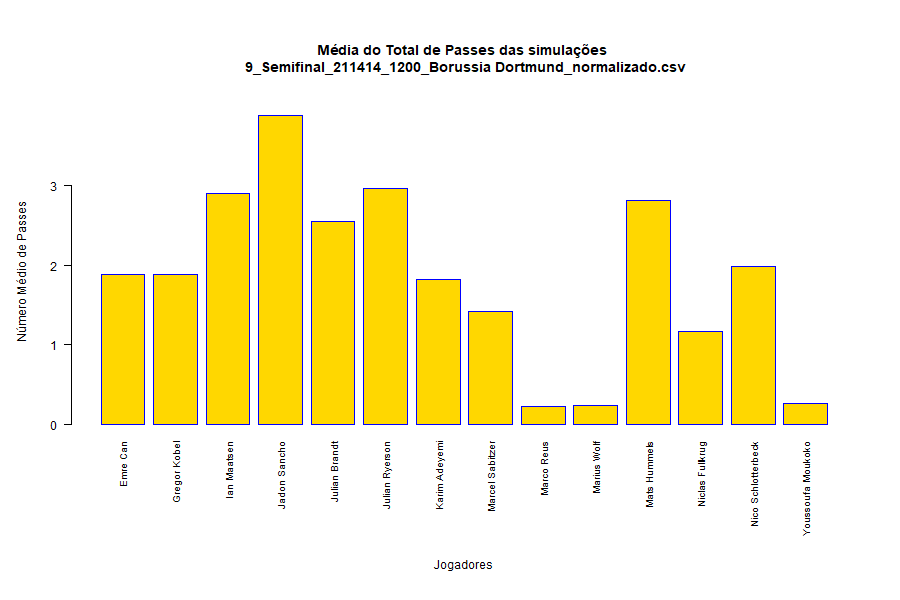 Média do Total de Passes das simulações
9_Semifinal_211414_1200_Borussia Dortmund_normalizado.csv
Número Médio de Passes
3
2
1
0
Emre Can
Gregor Kobel
Ian Maatsen
Jadon Sancho
Julian Brandt
Julian Ryerson
Karim Adeyemi
Marcel Sabitzer
Marco Reus
Marius Wolf
Mats Hummels
Niclas Fullkrug
Nico Schlotterbeck
Youssoufa Moukoko
Jogadores